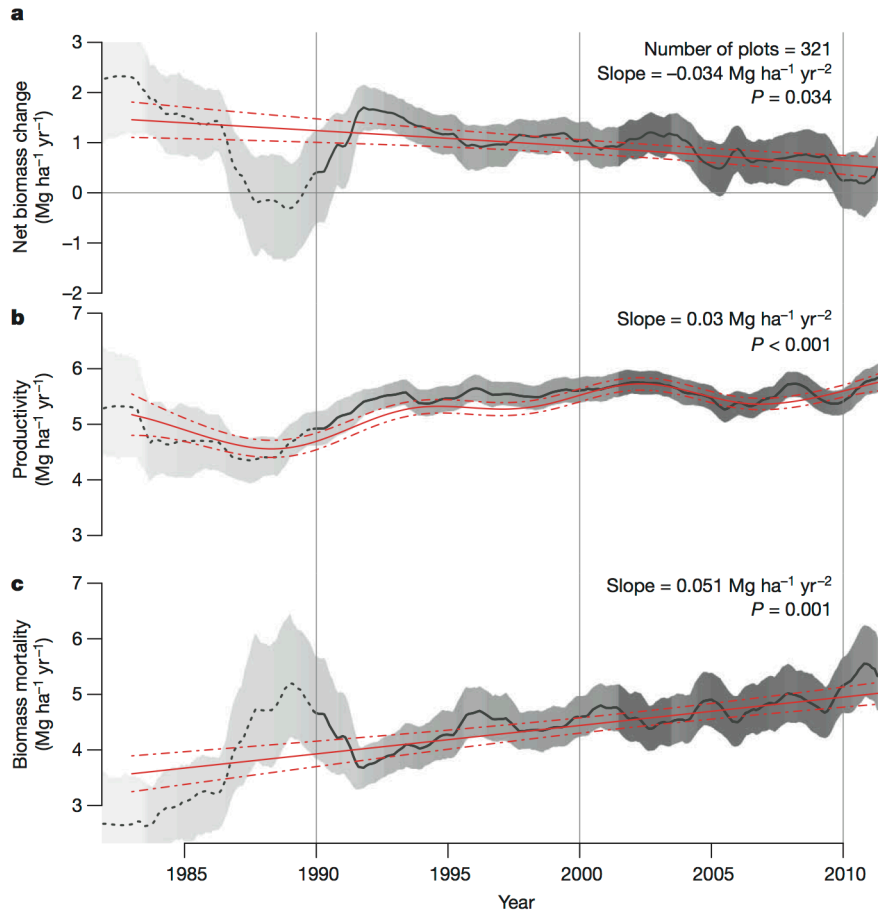 a
Number of plots = 321
Slope = –0.034 Mg ha⁻¹ yr⁻²
P = 0.034
Net biomass change
(Mg ha⁻¹ yr⁻¹)
3
2
1
0
–1
–2
b
Slope = 0.03 Mg ha⁻¹ yr⁻²
P < 0.001
Productivity
(Mg ha⁻¹ yr⁻¹)
7
6
5
4
3
c
Slope = 0.051 Mg ha⁻¹ yr⁻²
P = 0.001
Biomass mortality
(Mg ha⁻¹ yr⁻¹)
7
6
5
4
3
1985 1990 1995 2000 2005 2010
Year